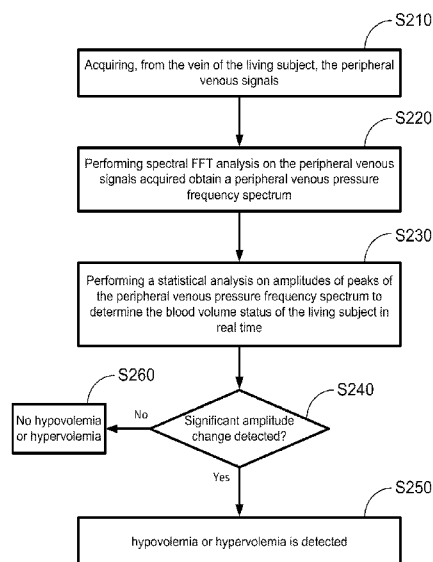 S210
Acquiring, from the vein of the living subject, the peripheral
venous signals
S220
Performing spectral FFT analysis on the peripheral venous
signals acquired obtain a peripheral venous pressure
frequency spectrum
S230
Performing a statistical analysis on amplitudes of peaks of
the peripheral venous pressure frequency spectrum to
determine the blood volume status of the living subject in
real time
S260
No hypovolemia
or hypervolemia
No
S240
Significant amplitude
change detected?
Yes
S250
hypovolemia or hypervolemia is detected